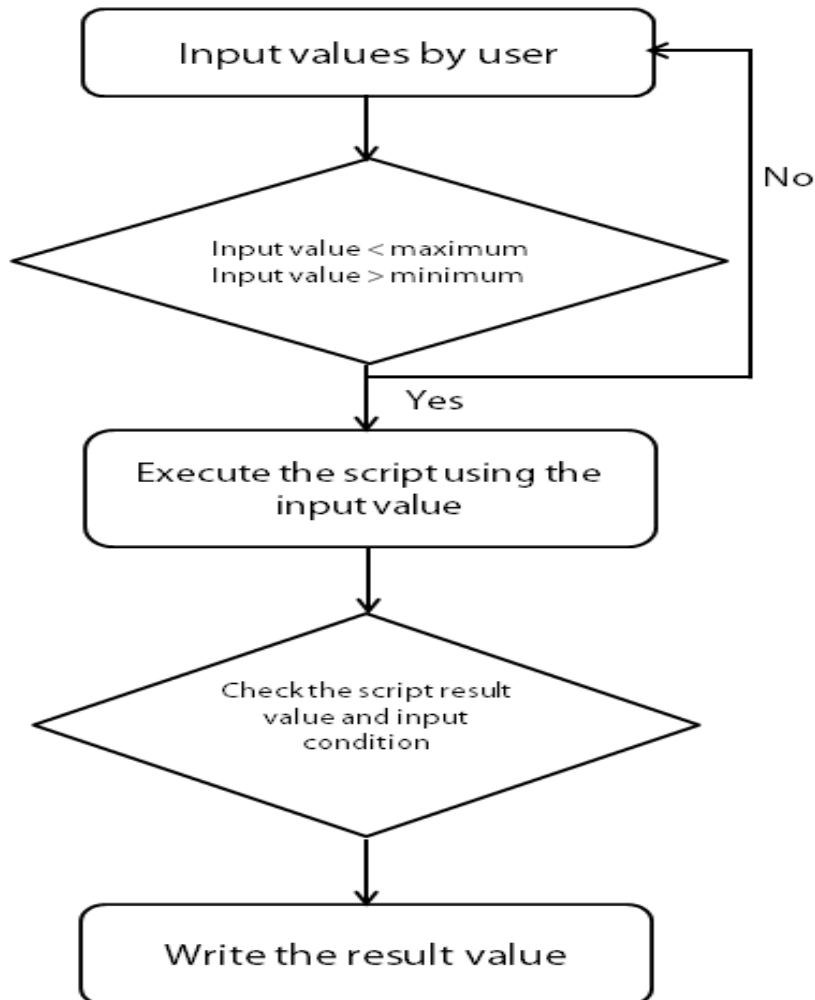 Input values by user
No
Input value < maximum
Input value > minimum
Yes
Execute the script using the
input value
Check the script result
value and input
condition
Write the result value